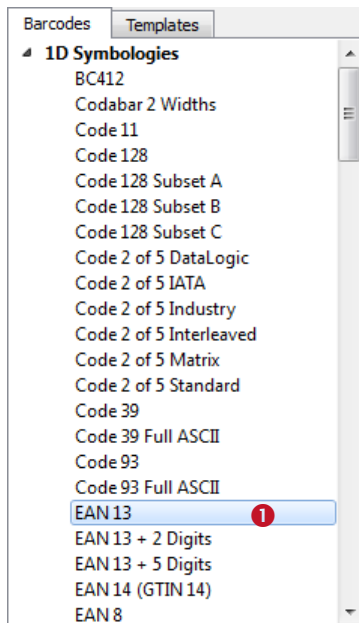 Barcodes Templates
1D Symbologies
BC412
Codabar 2 Widths
Code 11
Code 128
Code 128 Subset A
Code 128 Subset B
Code 128 Subset C
Code 2 of 5 DataLogic
Code 2 of 5 IATA
Code 2 of 5 Industry
Code 2 of 5 Interleaved
Code 2 of 5 Matrix
Code 2 of 5 Standard
Code 39
Code 39 Full ASCII
Code 93
Code 93 Full ASCII
EAN 13 1
EAN 13 + 2 Digits
EAN 13 + 5 Digits
EAN 14 (GTIN 14)
EAN 8